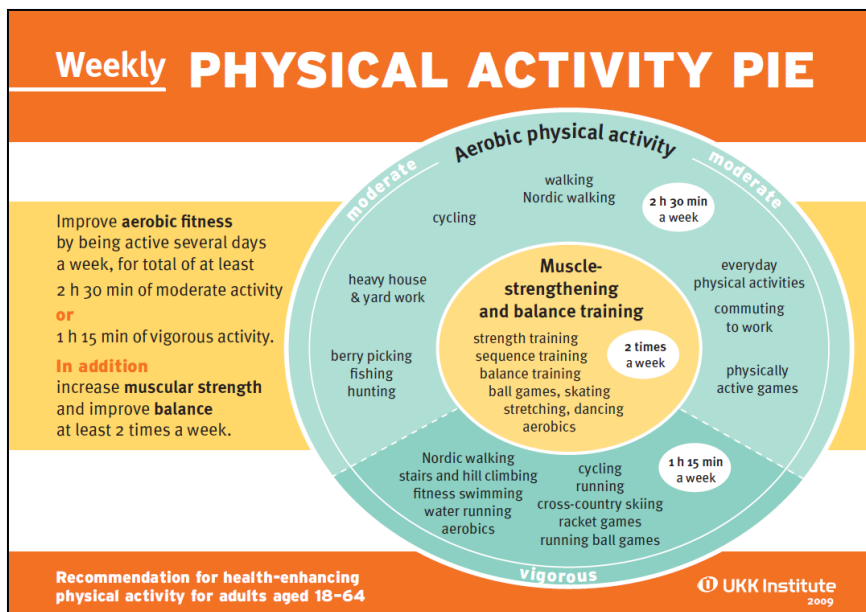 Weekly PHYSICAL ACTIVITY PIE
Improve aerobic fitness
by being active several days
a week, for total of at least
2 h 30 min of moderate activity
or
1 h 15 min of vigorous activity.
In addition
increase muscular strength
and improve balance
at least 2 times a week.
Aerobic physical activity
moderate
moderate
walking
Nordic walking
2 h 30 min
a week
cycling
heavy house
& yard work
berry picking
fishing
hunting
everyday
physical activities
commuting
to work
physically
active games
Muscle-
strengthening
and balance training
strength training
sequence training
balance training
ball games, skating
stretching, dancing
aerobics
2 times
a week
Nordic walking
stairs and hill climbing
fitness swimming
water running
aerobics
cycling
running
cross-country skiing
racket games
running ball games
1 h 15 min
a week
vigorous
Recommendation for health-enhancing
physical activity for adults aged 18–64
UKK Institute
2009